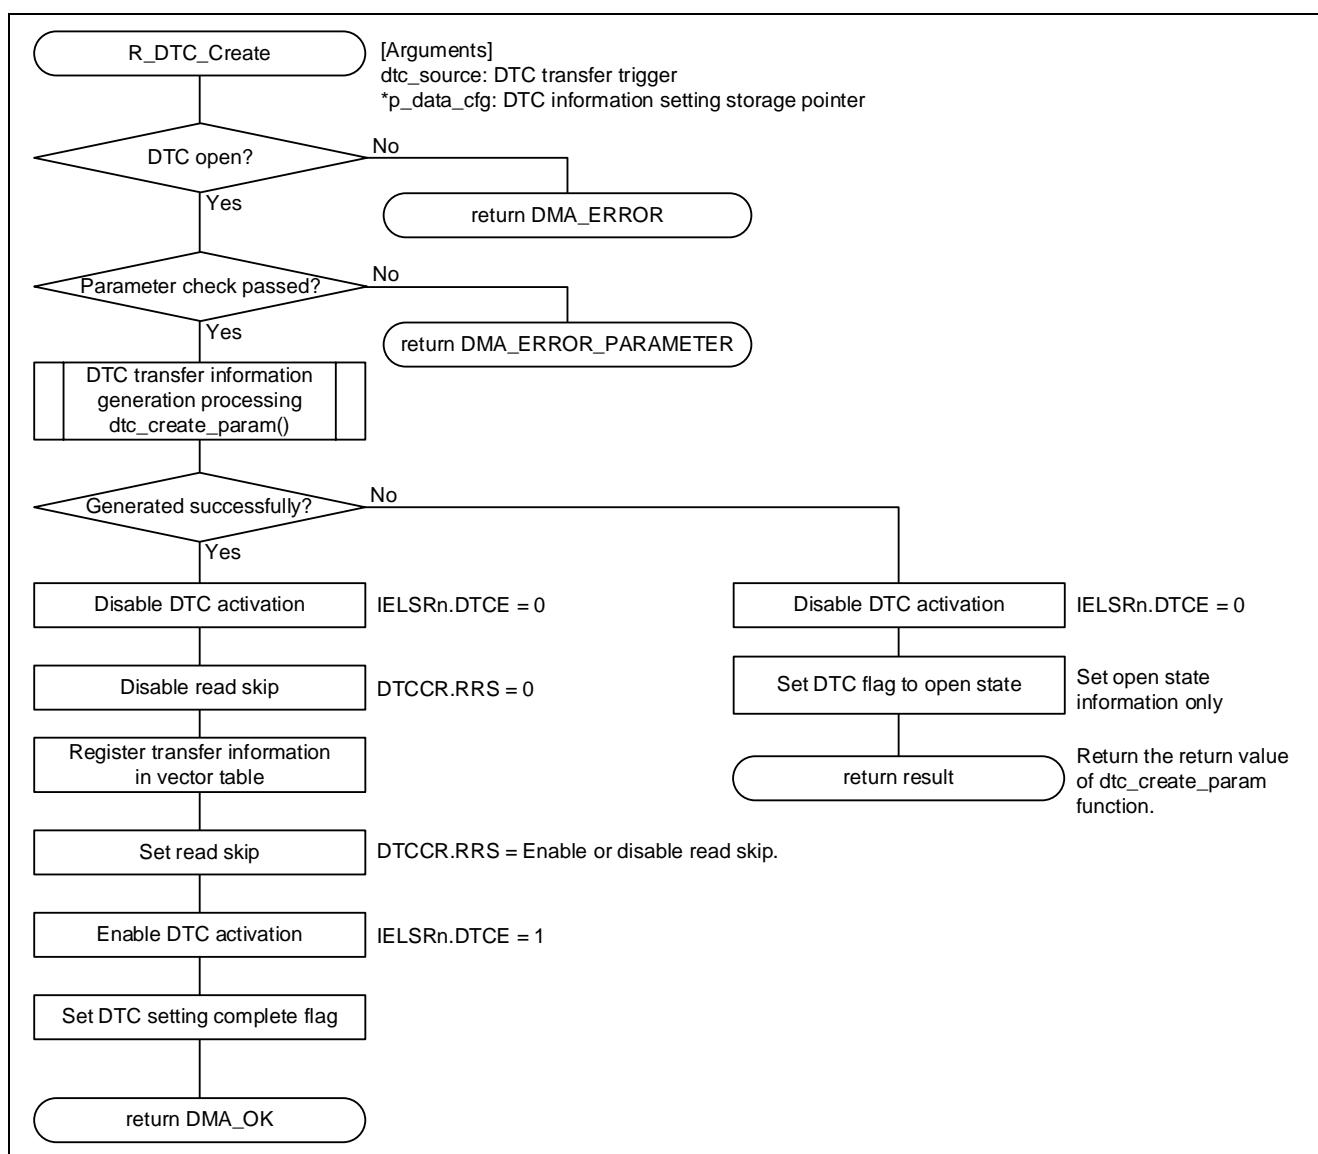 R_DTC_Create
[Arguments]
dtc_source: DTC transfer trigger
*p_data_cfg: DTC information setting storage pointer
DTC open?
No
Yes
return DMA_ERROR
Parameter check passed?
No
Yes
return DMA_ERROR_PARAMETER
DTC transfer information
generation processing
dtc_create_param()
Generated successfully?
No
Yes
Disable DTC activation
IELSRn.DTCE = 0
Disable DTC activation
IELSRn.DTCE = 0
Disable read skip
DTCCR.RRS = 0
Set DTC flag to open state
Set open state
information only
Register transfer information
in vector table
return result
Return the return value
of dtc_create_param
function.
Set read skip
DTCCR.RRS = Enable or disable read skip.
Enable DTC activation
IELSRn.DTCE = 1
Set DTC setting complete flag
return DMA_OK